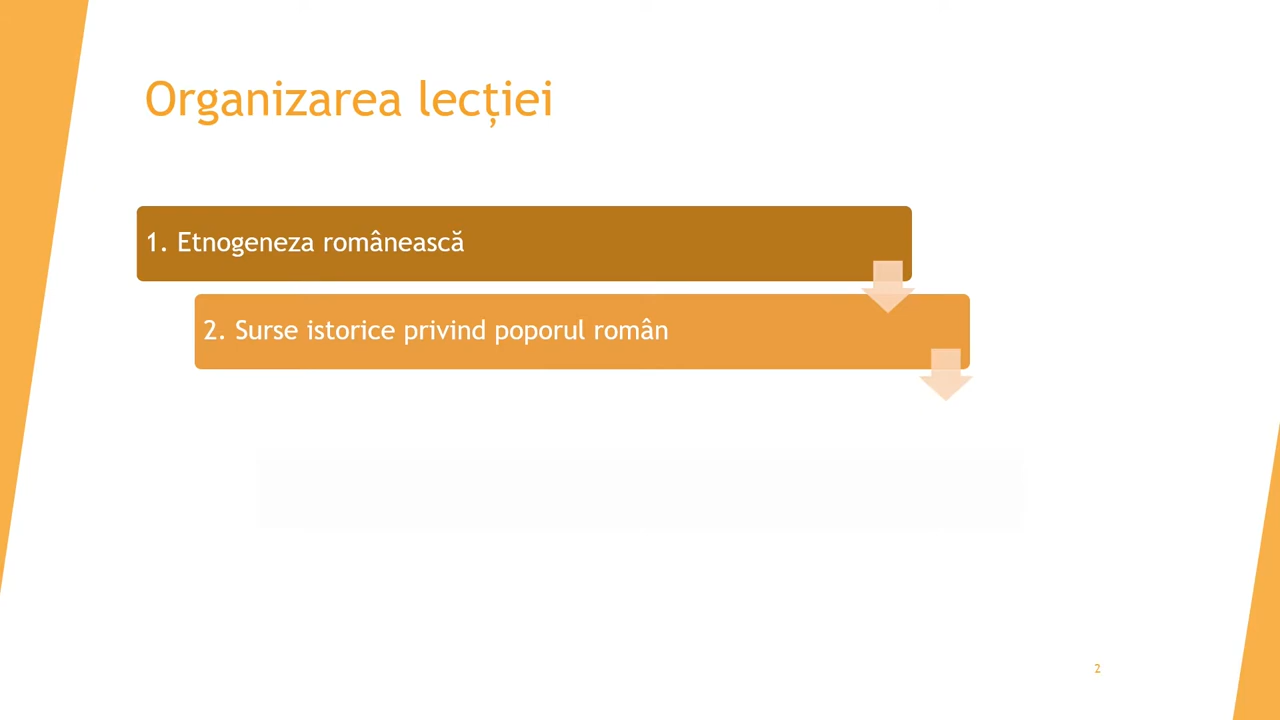 Organizarea lecției
1. Etnogeneza românească
2. Surse istorice privind poporul român
2